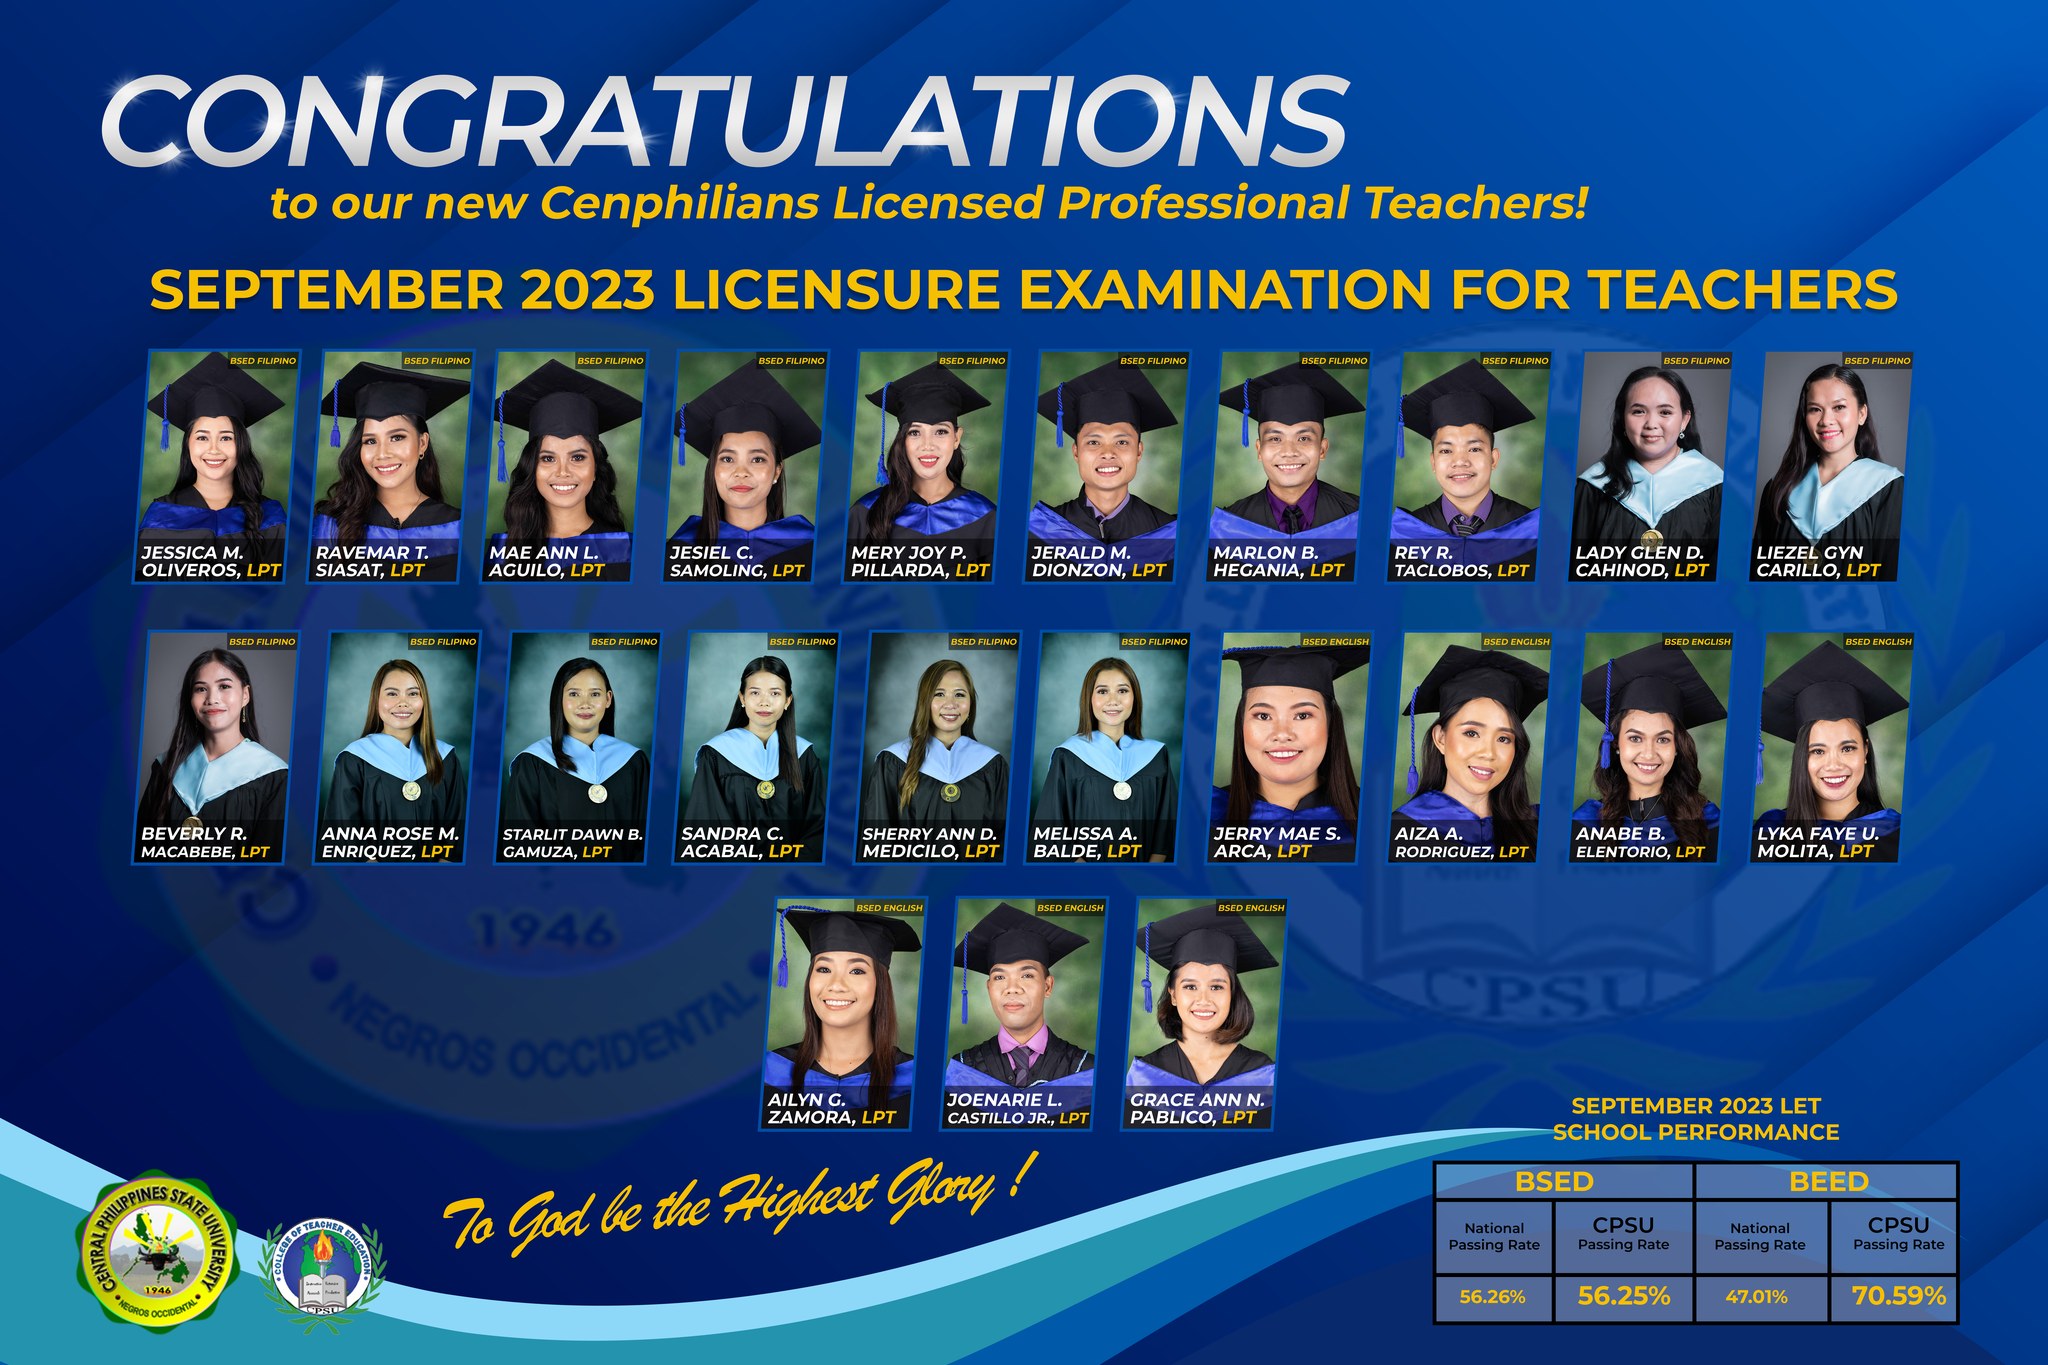 CONGRATULATIONS
to our new Cenphilians Licensed Professional Teachers!
SEPTEMBER 2023 LICENSURE EXAMINATION FOR TEACHERS
BSED FILIPINO
JESSICA M.
OLIVEROS, LPT
BSED FILIPINO
RAVEMAR T.
SIASAT, LPT
BSED FILIPINO
MAE ANN L.
AGUILO, LPT
BSED FILIPINO
JESIEL C.
SAMOLING, LPT
BSED FILIPINO
MERY JOY P.
PILLARDA, LPT
BSED FILIPINO
JERALD M.
DIONZON, LPT
BSED FILIPINO
MARLON B.
HEGANIA, LPT
BSED FILIPINO
REY R.
TACLOBOS, LPT
BSED FILIPINO
LADY GLEN D.
CAHINOD, LPT
BSED FILIPINO
LIEZEL GYN
CARILLO, LPT
BSED FILIPINO
BEVERLY R.
MACABEBE, LPT
BSED FILIPINO
ANNA ROSE M.
ENRIQUEZ, LPT
BSED FILIPINO
STARLIT DAWN B.
GAMUZA, LPT
BSED FILIPINO
SANDRA C.
ACABAL, LPT
BSED FILIPINO
SHERRY ANN D.
MEDICILO, LPT
BSED FILIPINO
MELISSA A.
BALDE, LPT
BSED ENGLISH
JERRY MAE S.
ARCA, LPT
BSED ENGLISH
AIZA A.
RODRIGUEZ, LPT
BSED ENGLISH
ANABE B.
ELENTORIO, LPT
BSED ENGLISH
LYKA FAYE U.
MOLITA, LPT
BSED ENGLISH
AILYN G.
ZAMORA, LPT
BSED ENGLISH
JOENARIE L.
CASTILLO JR., LPT
BSED ENGLISH
GRACE ANN N.
PABLICO, LPT
1946
NEGROS OCCIDENTAL
CPSU
To God be the Highest Glory !
CENTRAL PHILIPPINES STATE UNIVERSITY
1946
NEGROS OCCIDENTAL
COLLEGE OF TEACHER EDUCATION
CPSU
SEPTEMBER 2023 LET
SCHOOL PERFORMANCE
BSED BEED
National Passing Rate CPSU Passing Rate National Passing Rate CPSU Passing Rate
56.26% 56.25% 47.01% 70.59%